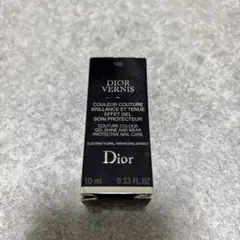 DIOR
VERNIS
COULEUR COUTURE
BRILLANCE ET TENUE
EFFET GEL
SOIN PROTECTEUR
COUTURE COLOUR
GEL SHINE AND WEAR
PROTECTIVE NAIL CARE
Dior
10 ml 0.33 FL.OZ